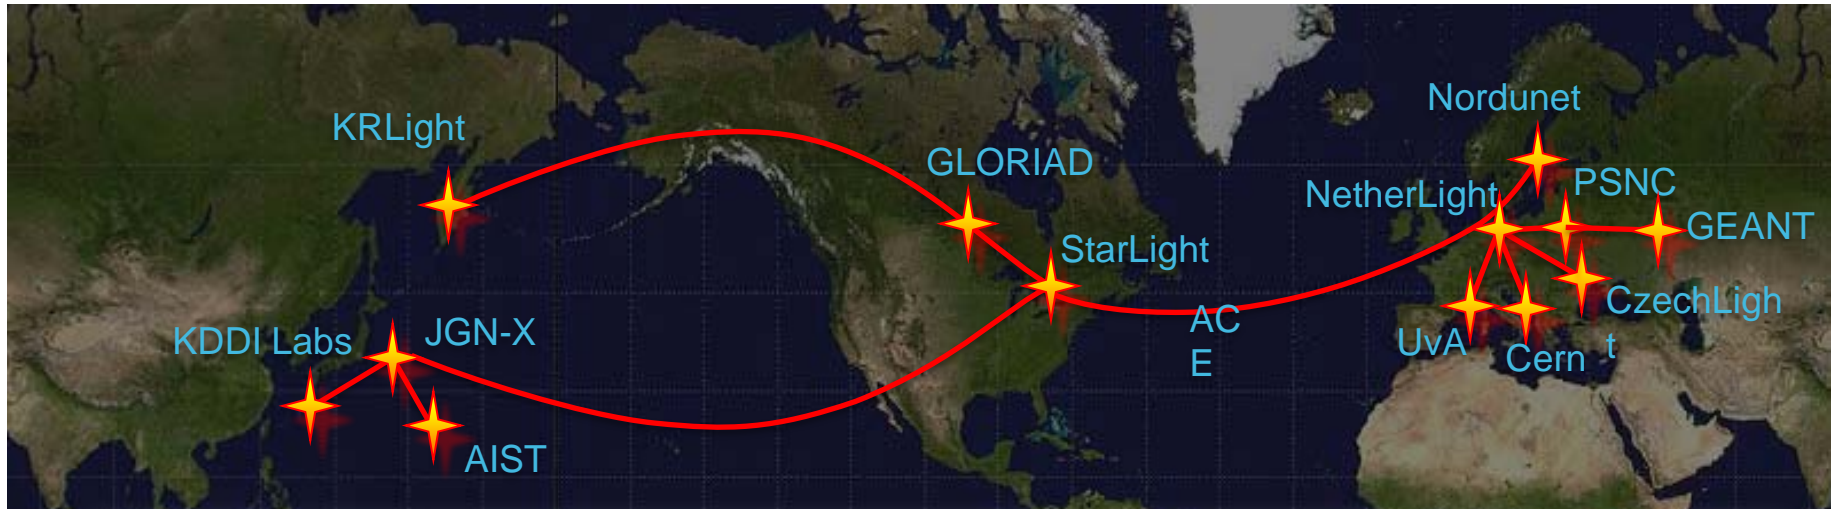 Nordunet
KRLight
GLORIAD
PSNC
NetherLight
GEANT
StarLight
CzechLigh
t
AC
E
JGN-X
KDDI Labs
UvA
Cern
AIST